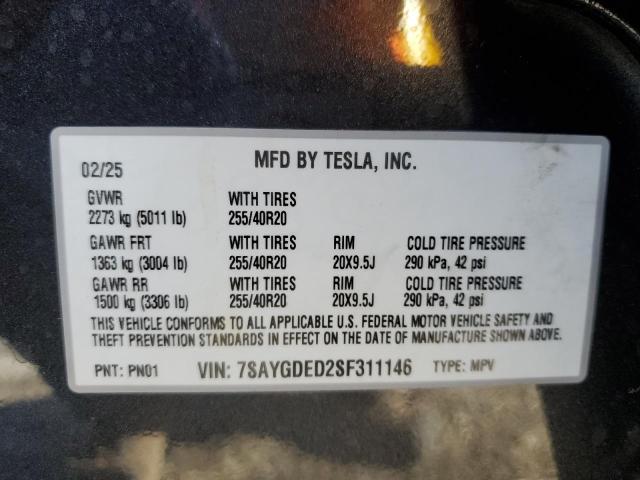 02/25 MFD BY TESLA, INC.
GVWR WITH TIRES
2273 kg (5011 lb) 255/40R20
GAWR FRT WITH TIRES RIM COLD TIRE PRESSURE
1363 kg (3004 lb) 255/40R20 20X9.5J 290 kPa, 42 psi
GAWR RR WITH TIRES RIM COLD TIRE PRESSURE
1500 kg (3306 lb) 255/40R20 20X9.5J 290 kPa, 42 psi
THIS VEHICLE CONFORMS TO ALL APPLICABLE U.S. FEDERAL MOTOR VEHICLE SAFETY AND
THEFT PREVENTION STANDARDS IN EFFECT ON THE DATE OF MANUFACTURE SHOWN ABOVE.
PNT: PN01 VIN: 7SAYGDED2SF311146 TYPE: MPV